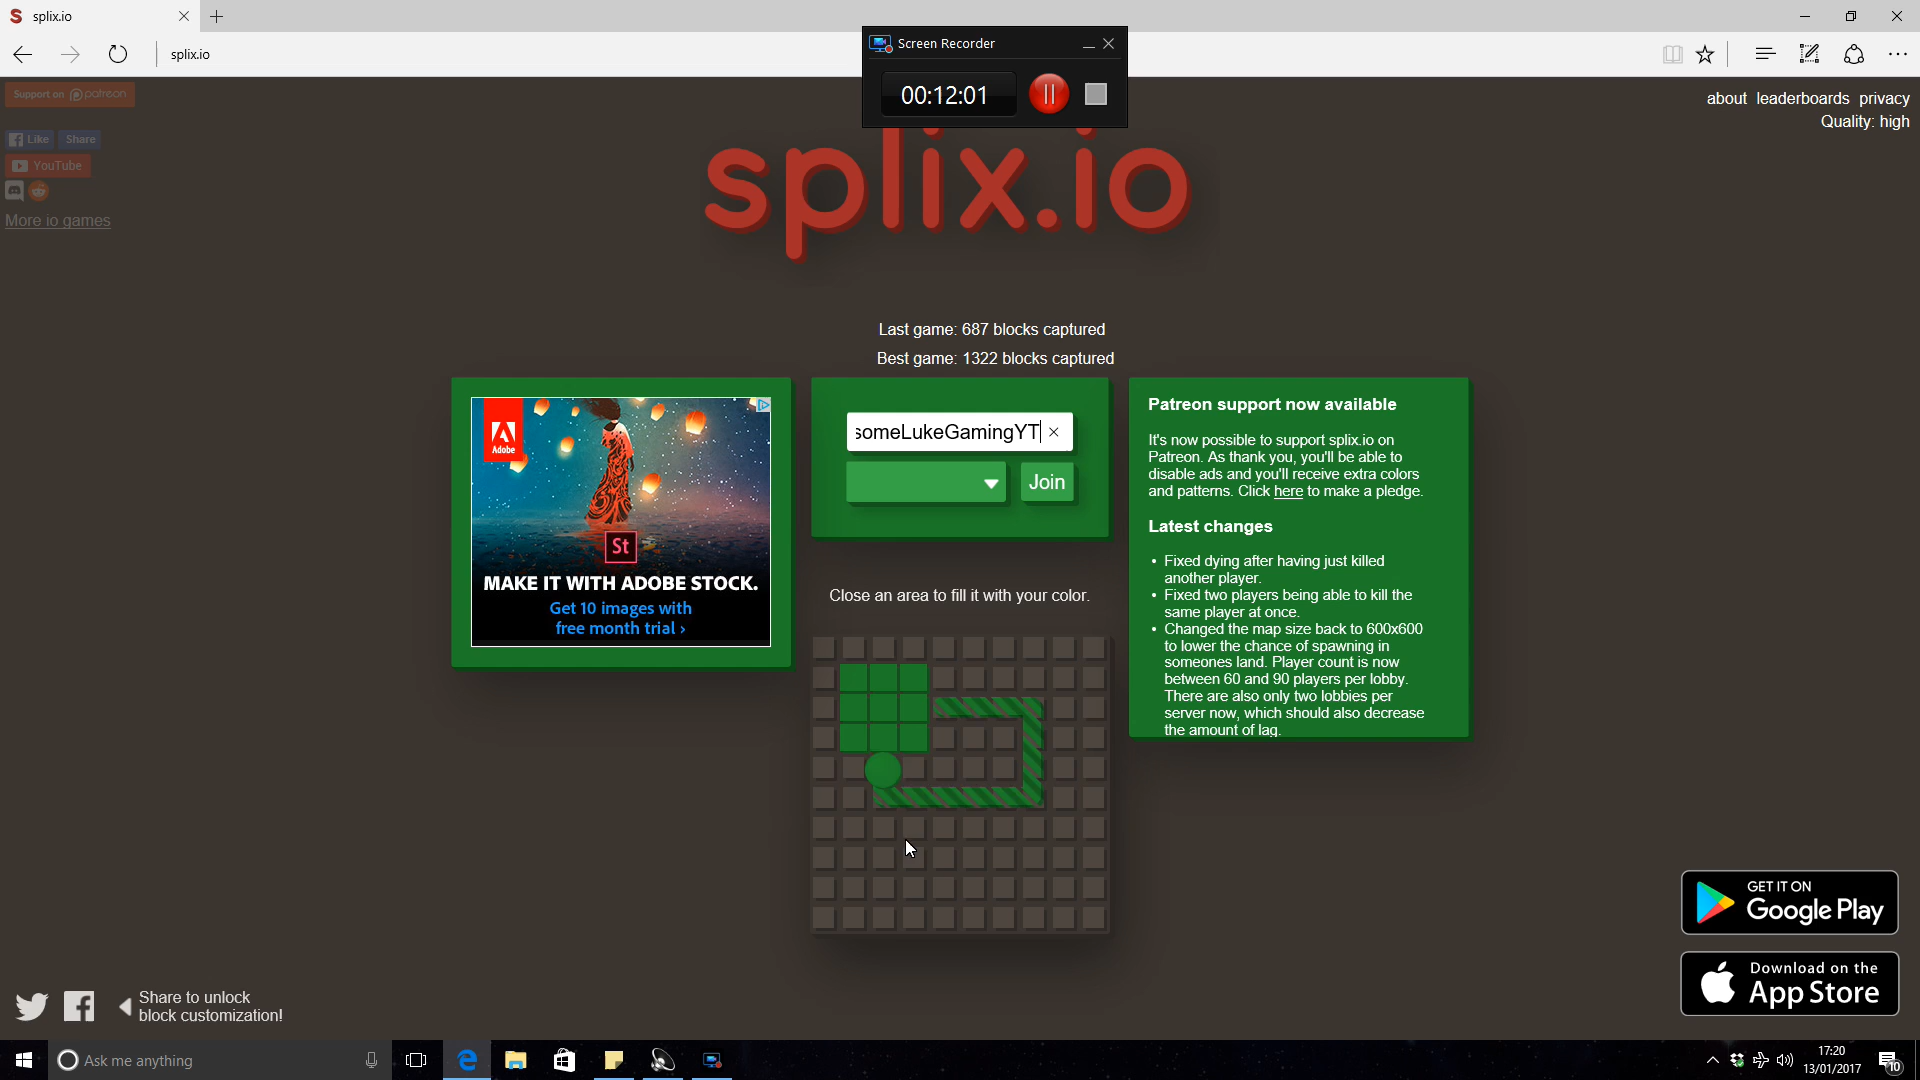 splix.io
Screen Recorder
splix.io
00:12:01
Support on patreon
about leaderboards privacy
Quality: high
Like Share
YouTube
More io games
splix.io
Last game: 687 blocks captured
Best game: 1322 blocks captured
Adobe
St
MAKE IT WITH ADOBE STOCK.
Get 10 images with
free month trial ›
someLukeGamingYT
Join
Close an area to fill it with your color.
Patreon support now available
It's now possible to support splix.io on
Patreon. As thank you, you'll be able to
disable ads and you'll receive extra colors
and patterns. Click here to make a pledge.
Latest changes
• Fixed dying after having just killed
another player.
• Fixed two players being able to kill the
same player at once.
• Changed the map size back to 600x600
to lower the chance of spawning in
someones land. Player count is now
between 60 and 90 players per lobby.
There are also only two lobbies per
server now, which should also decrease
the amount of lag.
GET IT ON
Google Play
Download on the
App Store
Share to unlock
block customization!
Ask me anything
17:20
13/01/2017
10